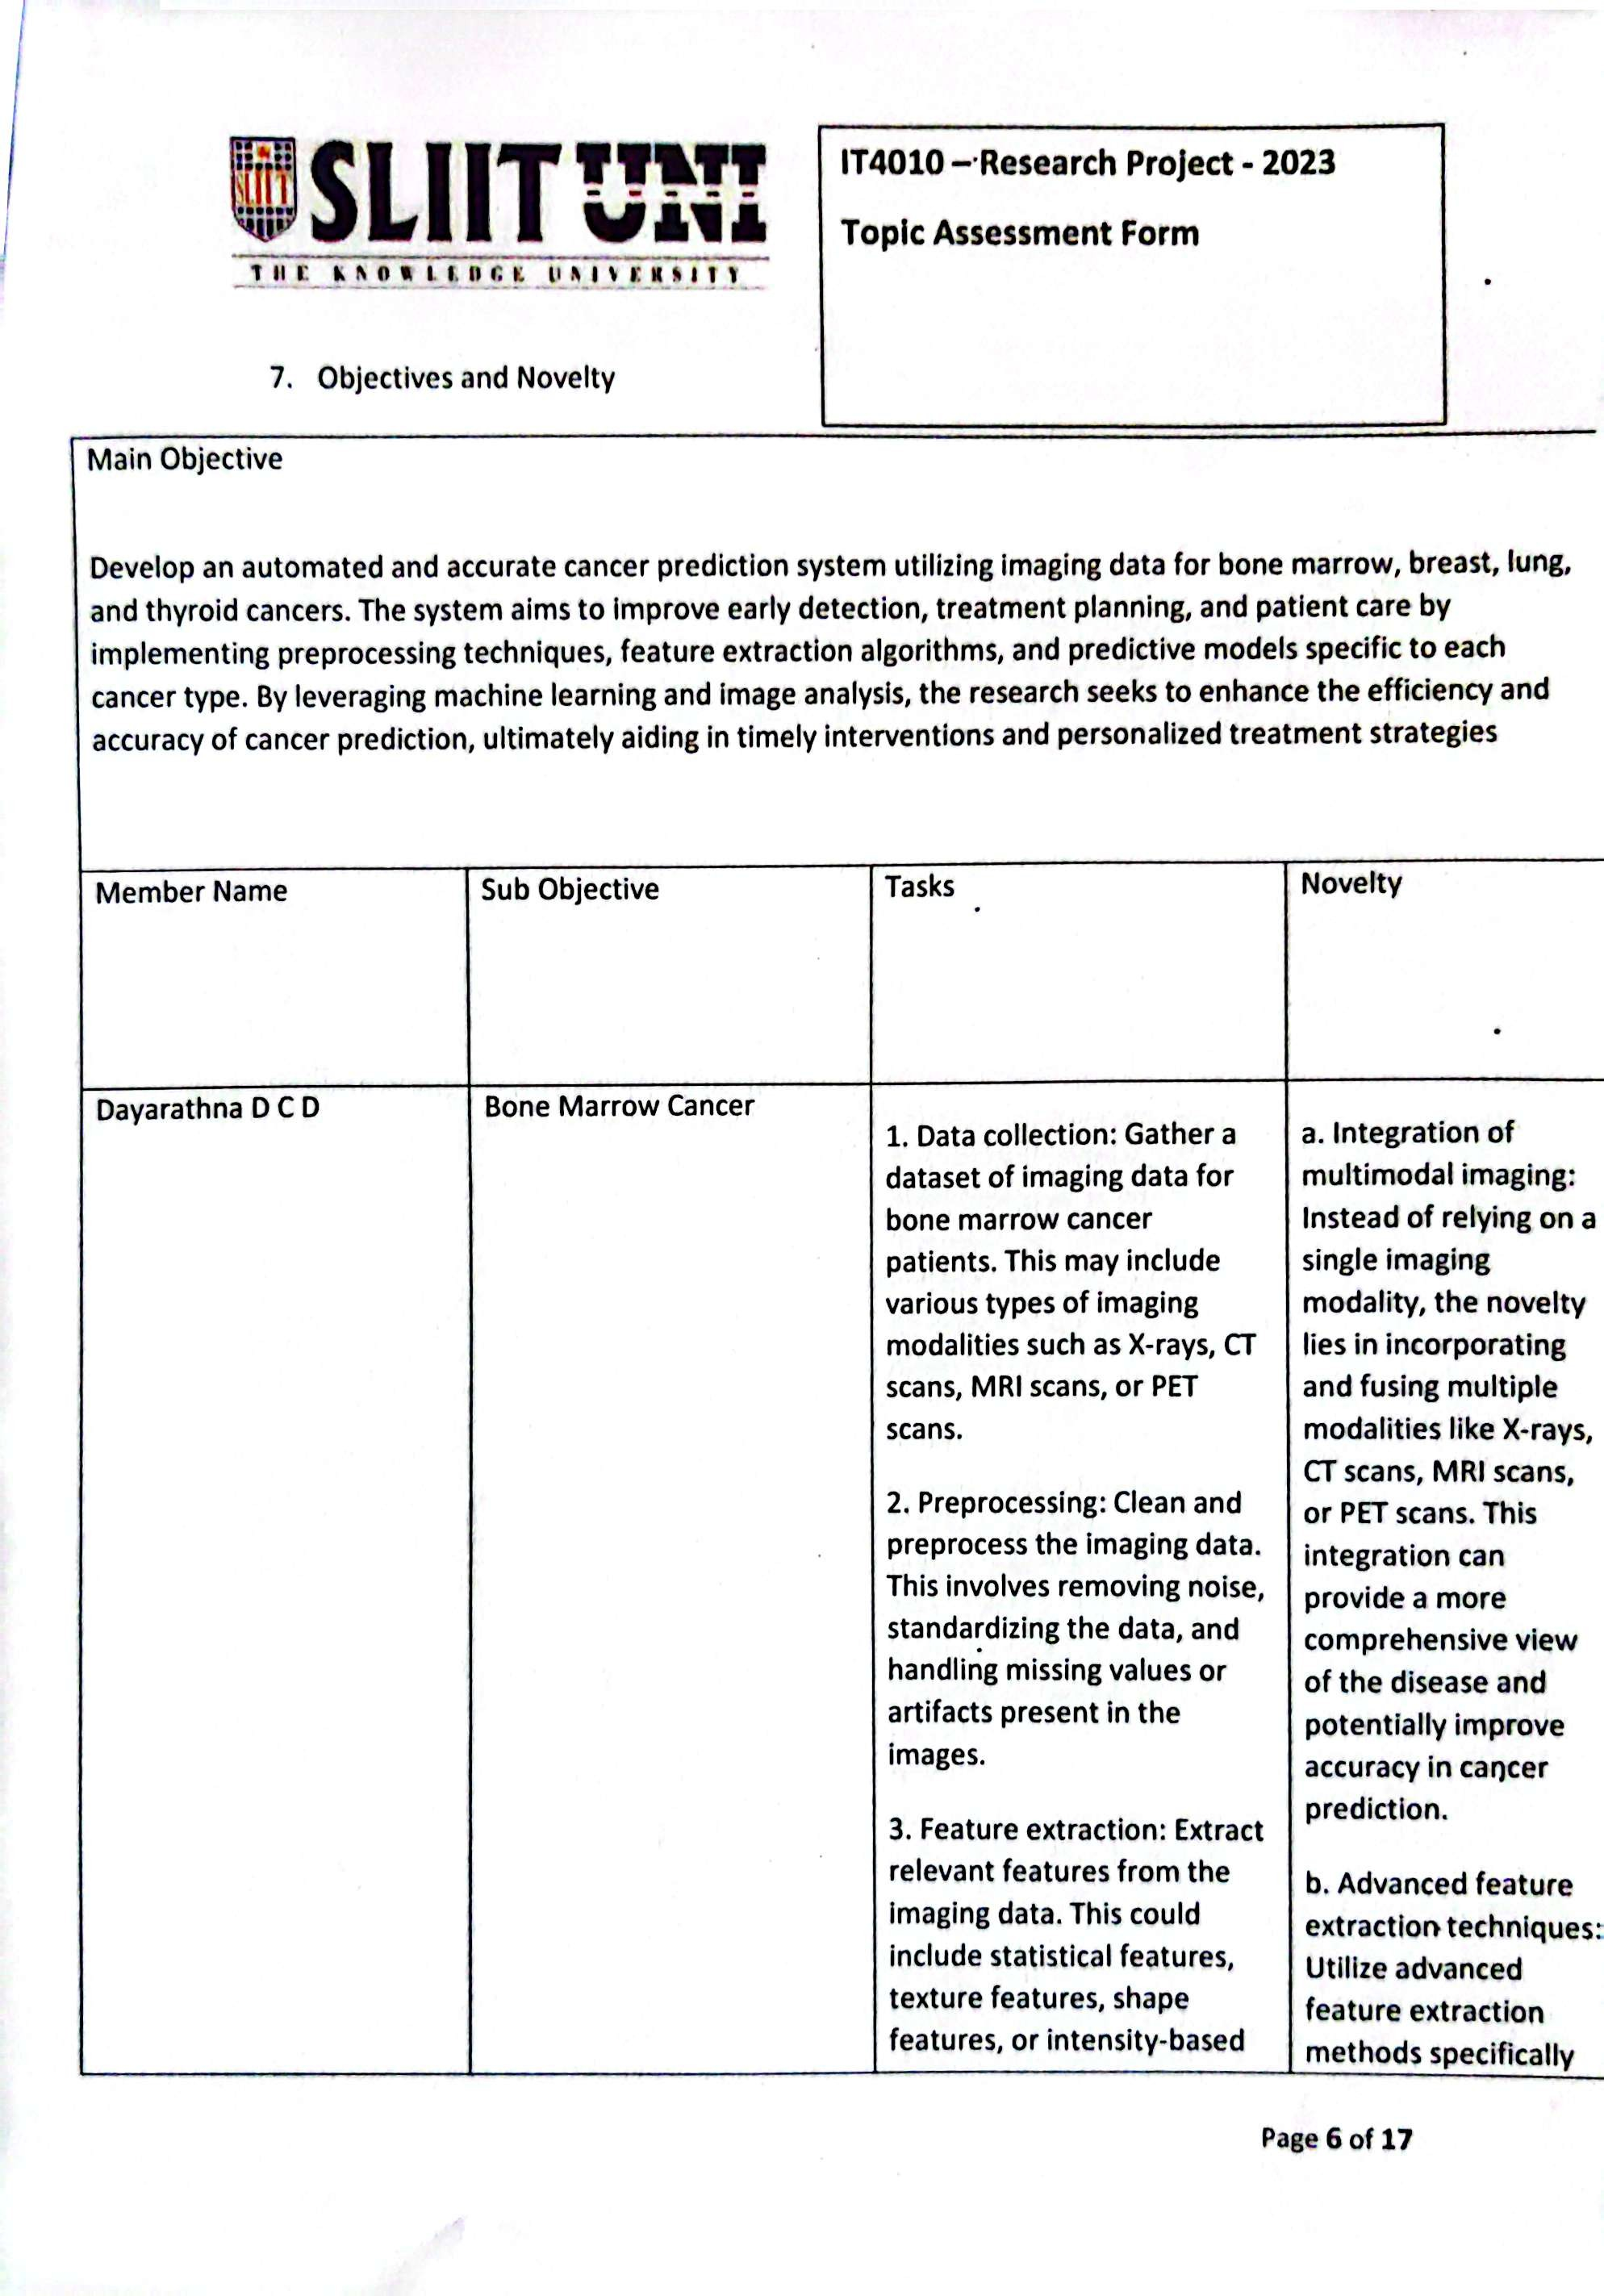 SLIIT
SLIIT UNI
THE KNOWLEDGE UNIVERSITY
IT4010 – Research Project - 2023
Topic Assessment Form
7. Objectives and Novelty
Main Objective
Develop an automated and accurate cancer prediction system utilizing imaging data for bone marrow, breast, lung,
and thyroid cancers. The system aims to improve early detection, treatment planning, and patient care by
implementing preprocessing techniques, feature extraction algorithms, and predictive models specific to each
cancer type. By leveraging machine learning and image analysis, the research seeks to enhance the efficiency and
accuracy of cancer prediction, ultimately aiding in timely interventions and personalized treatment strategies
Member Name
Sub Objective
Tasks
Novelty
Dayarathna D C D
Bone Marrow Cancer
1. Data collection: Gather a
dataset of imaging data for
bone marrow cancer
patients. This may include
various types of imaging
modalities such as X-rays, CT
scans, MRI scans, or PET
scans.
2. Preprocessing: Clean and
preprocess the imaging data.
This involves removing noise,
standardizing the data, and
handling missing values or
artifacts present in the
images.
3. Feature extraction: Extract
relevant features from the
imaging data. This could
include statistical features,
texture features, shape
features, or intensity-based
a. Integration of
multimodal imaging:
Instead of relying on a
single imaging
modality, the novelty
lies in incorporating
and fusing multiple
modalities like X-rays,
CT scans, MRI scans,
or PET scans. This
integration can
provide a more
comprehensive view
of the disease and
potentially improve
accuracy in cancer
prediction.
b. Advanced feature
extraction techniques:
Utilize advanced
feature extraction
methods specifically
Page 6 of 17